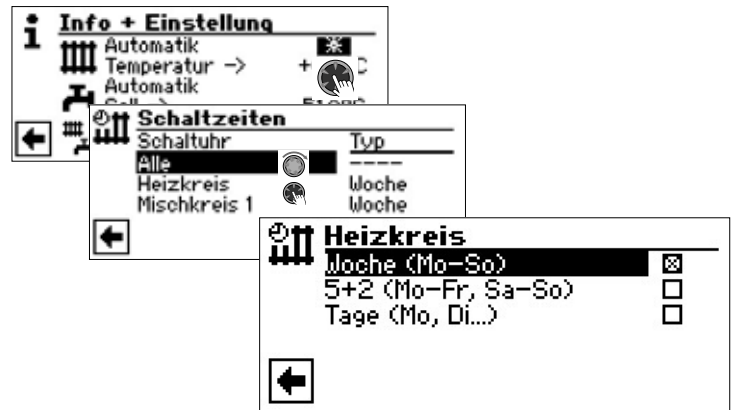 i Info + Einstellung
Automatik
Temperatur –> +
Automatik
Schaltzeiten
Schaltuhr Typ
Alle ----
Heizkreis Woche
Mischkreis 1 Woche
Heizkreis
Woche (Mo-So)
5+2 (Mo-Fr, Sa-So)
Tage (Mo, Di...)